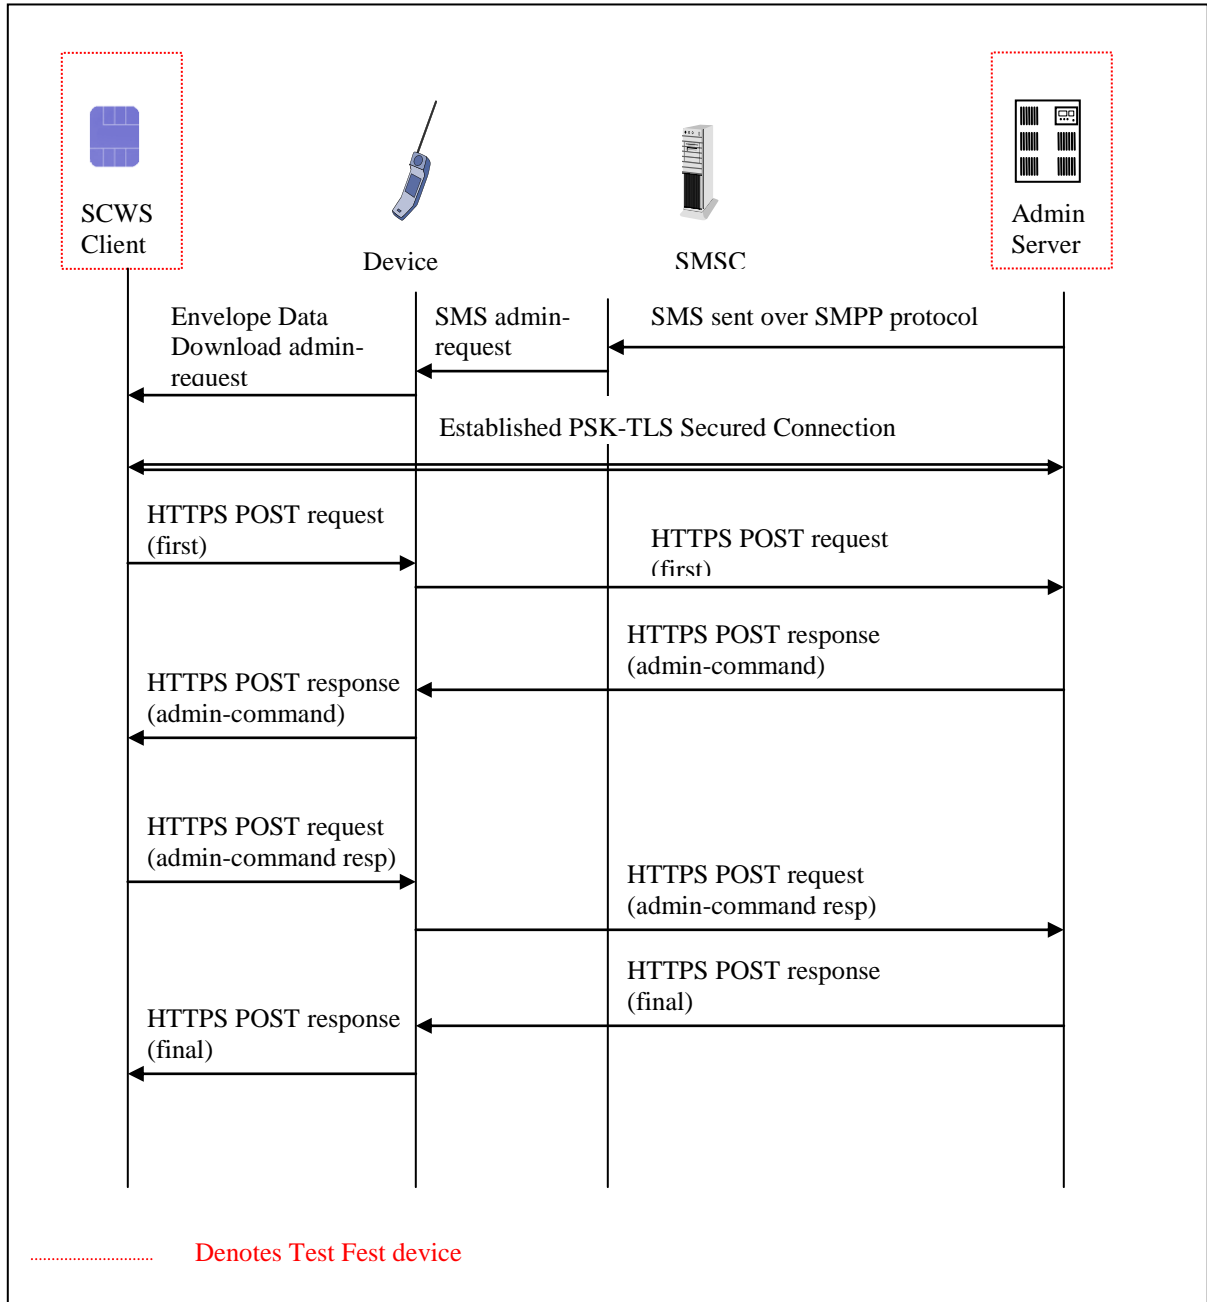 SCWS
Client
Device
SMSC
Admin
Server
Envelope Data
Download admin-
request
SMS admin-
request
SMS sent over SMPP protocol
Established PSK-TLS Secured Connection
HTTPS POST request
(first)
HTTPS POST request
(first)
HTTPS POST response
(admin-command)
HTTPS POST response
(admin-command)
HTTPS POST request
(admin-command resp)
HTTPS POST request
(admin-command resp)
HTTPS POST response
(final)
HTTPS POST response
(final)
Denotes Test Fest device